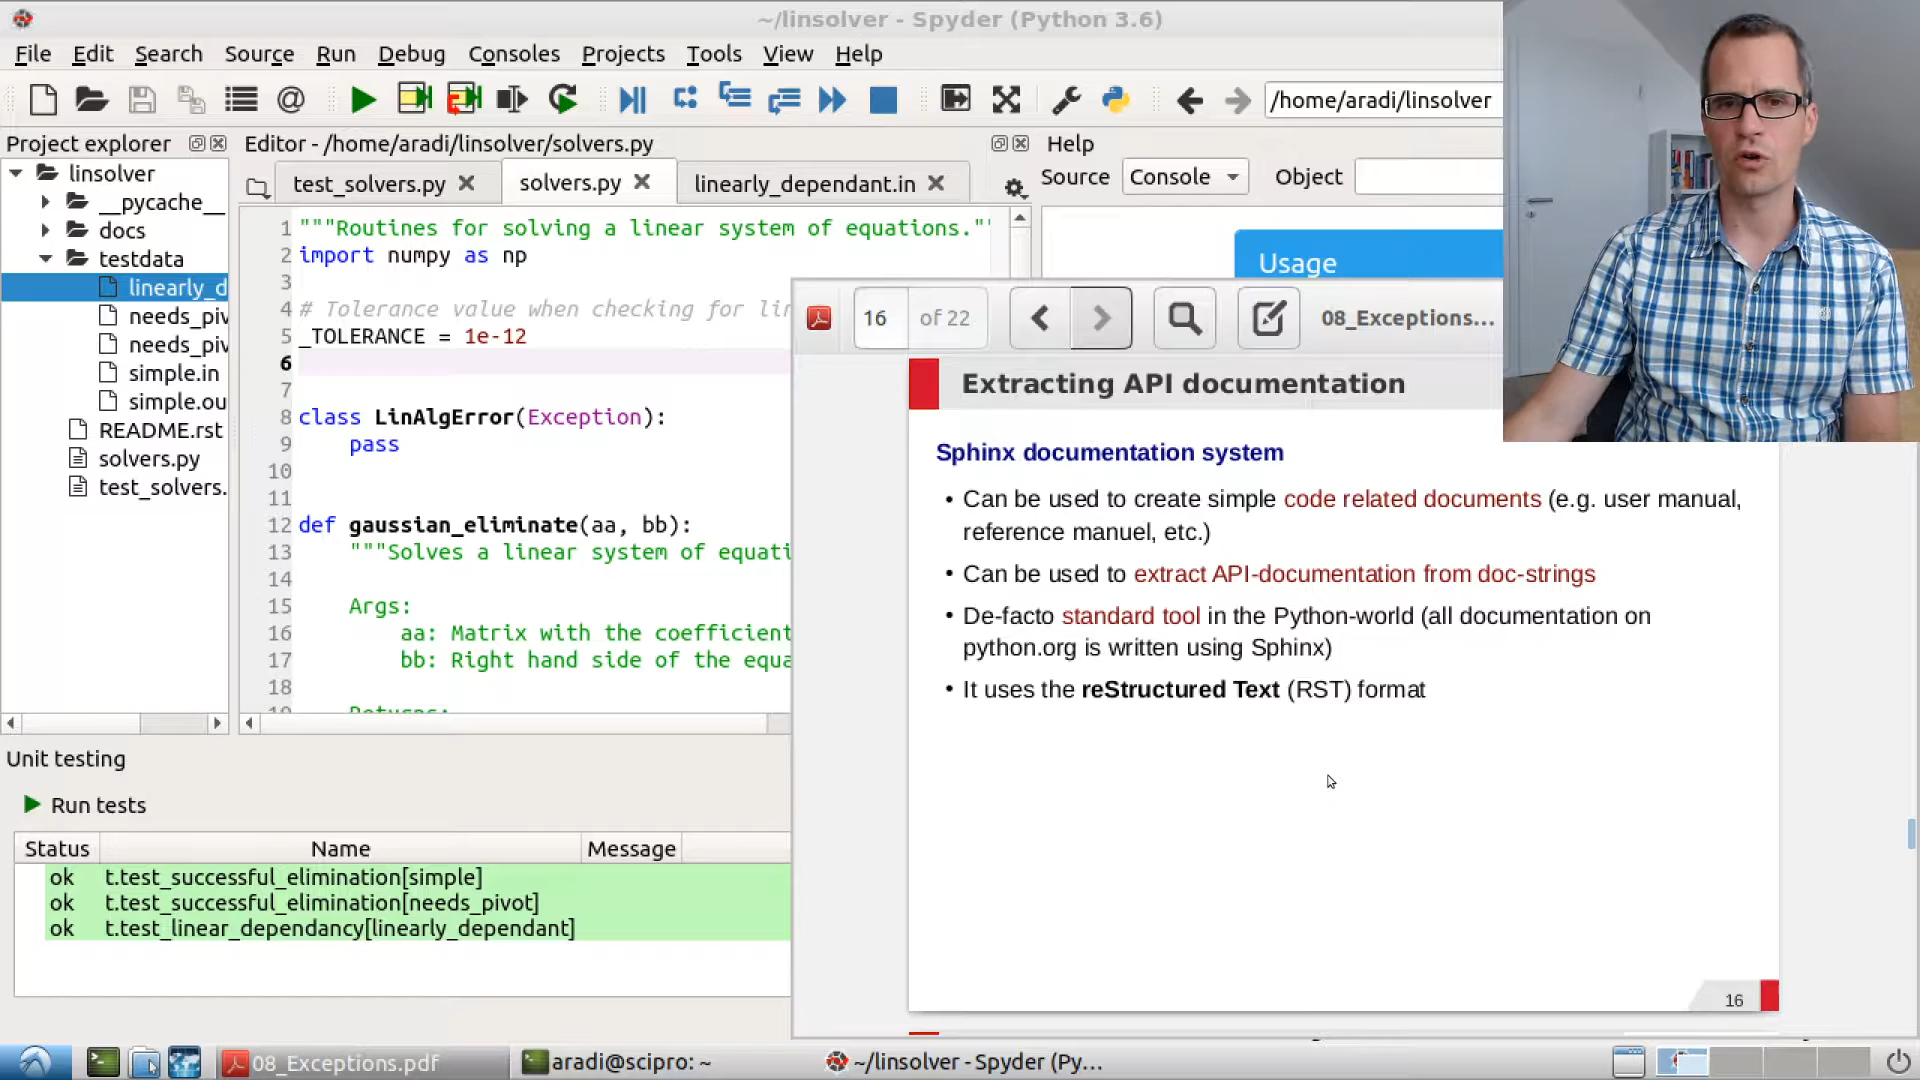 ~/linsolver - Spyder (Python 3.6)
File Edit Search Source Run Debug Consoles Projects Tools View Help
/home/aradi/linsolver
Project explorer
linsolver
__pycache__
docs
testdata
linearly_d
needs_piv
needs_piv
simple.in
simple.ou
README.rst
solvers.py
test_solvers.
Editor - /home/aradi/linsolver/solvers.py
test_solvers.py
solvers.py
linearly_dependant.in
1 """Routines for solving a linear system of equations.""
2 import numpy as np
3
4 # Tolerance value when checking for lin
5 _TOLERANCE = 1e-12
6
7
8 class LinAlgError(Exception):
9 pass
10
11
12 def gaussian_eliminate(aa, bb):
13 """Solves a linear system of equati
14
15 Args:
16 aa: Matrix with the coefficient
17 bb: Right hand side of the equa
18
19 Returns:
Help
Source Console Object
Usage
16 of 22
08_Exceptions...
Extracting API documentation
Sphinx documentation system
• Can be used to create simple code related documents (e.g. user manual,
reference manuel, etc.)
• Can be used to extract API-documentation from doc-strings
• De-facto standard tool in the Python-world (all documentation on
python.org is written using Sphinx)
• It uses the reStructured Text (RST) format
16
Unit testing
Run tests
Status Name Message
ok t.test_successful_elimination[simple]
ok t.test_successful_elimination[needs_pivot]
ok t.test_linear_dependancy[linearly_dependant]
08_Exceptions.pdf
aradi@scipro: ~
~/linsolver - Spyder (Py...